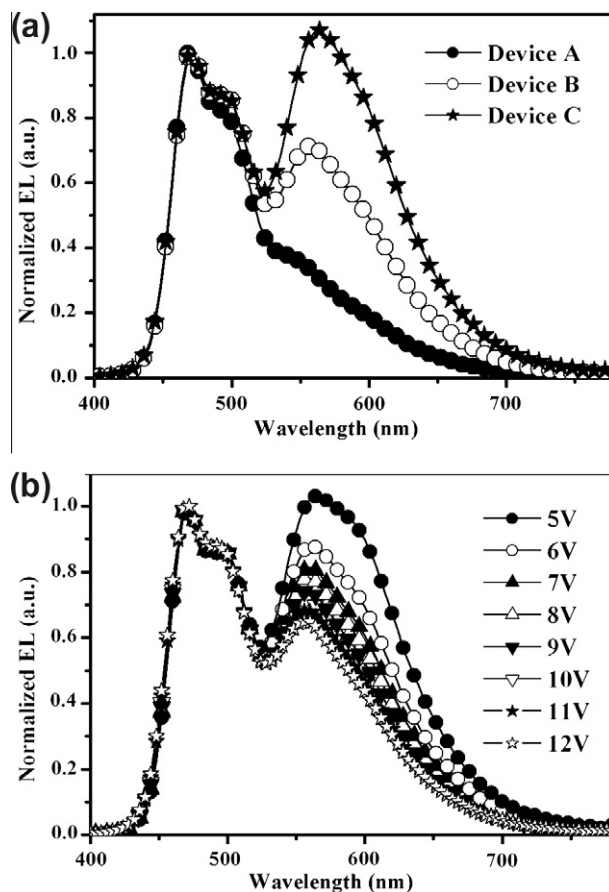 (a)
Normalized EL (a.u.)
1.0
0.8
0.6
0.4
0.2
0.0
Device A
Device B
Device C
400 500 600 700
Wavelength (nm)
(b)
Normalized EL (a.u.)
1.0
0.8
0.6
0.4
0.2
0.0
5V
6V
7V
8V
9V
10V
11V
12V
400 500 600 700
Wavelength (nm)